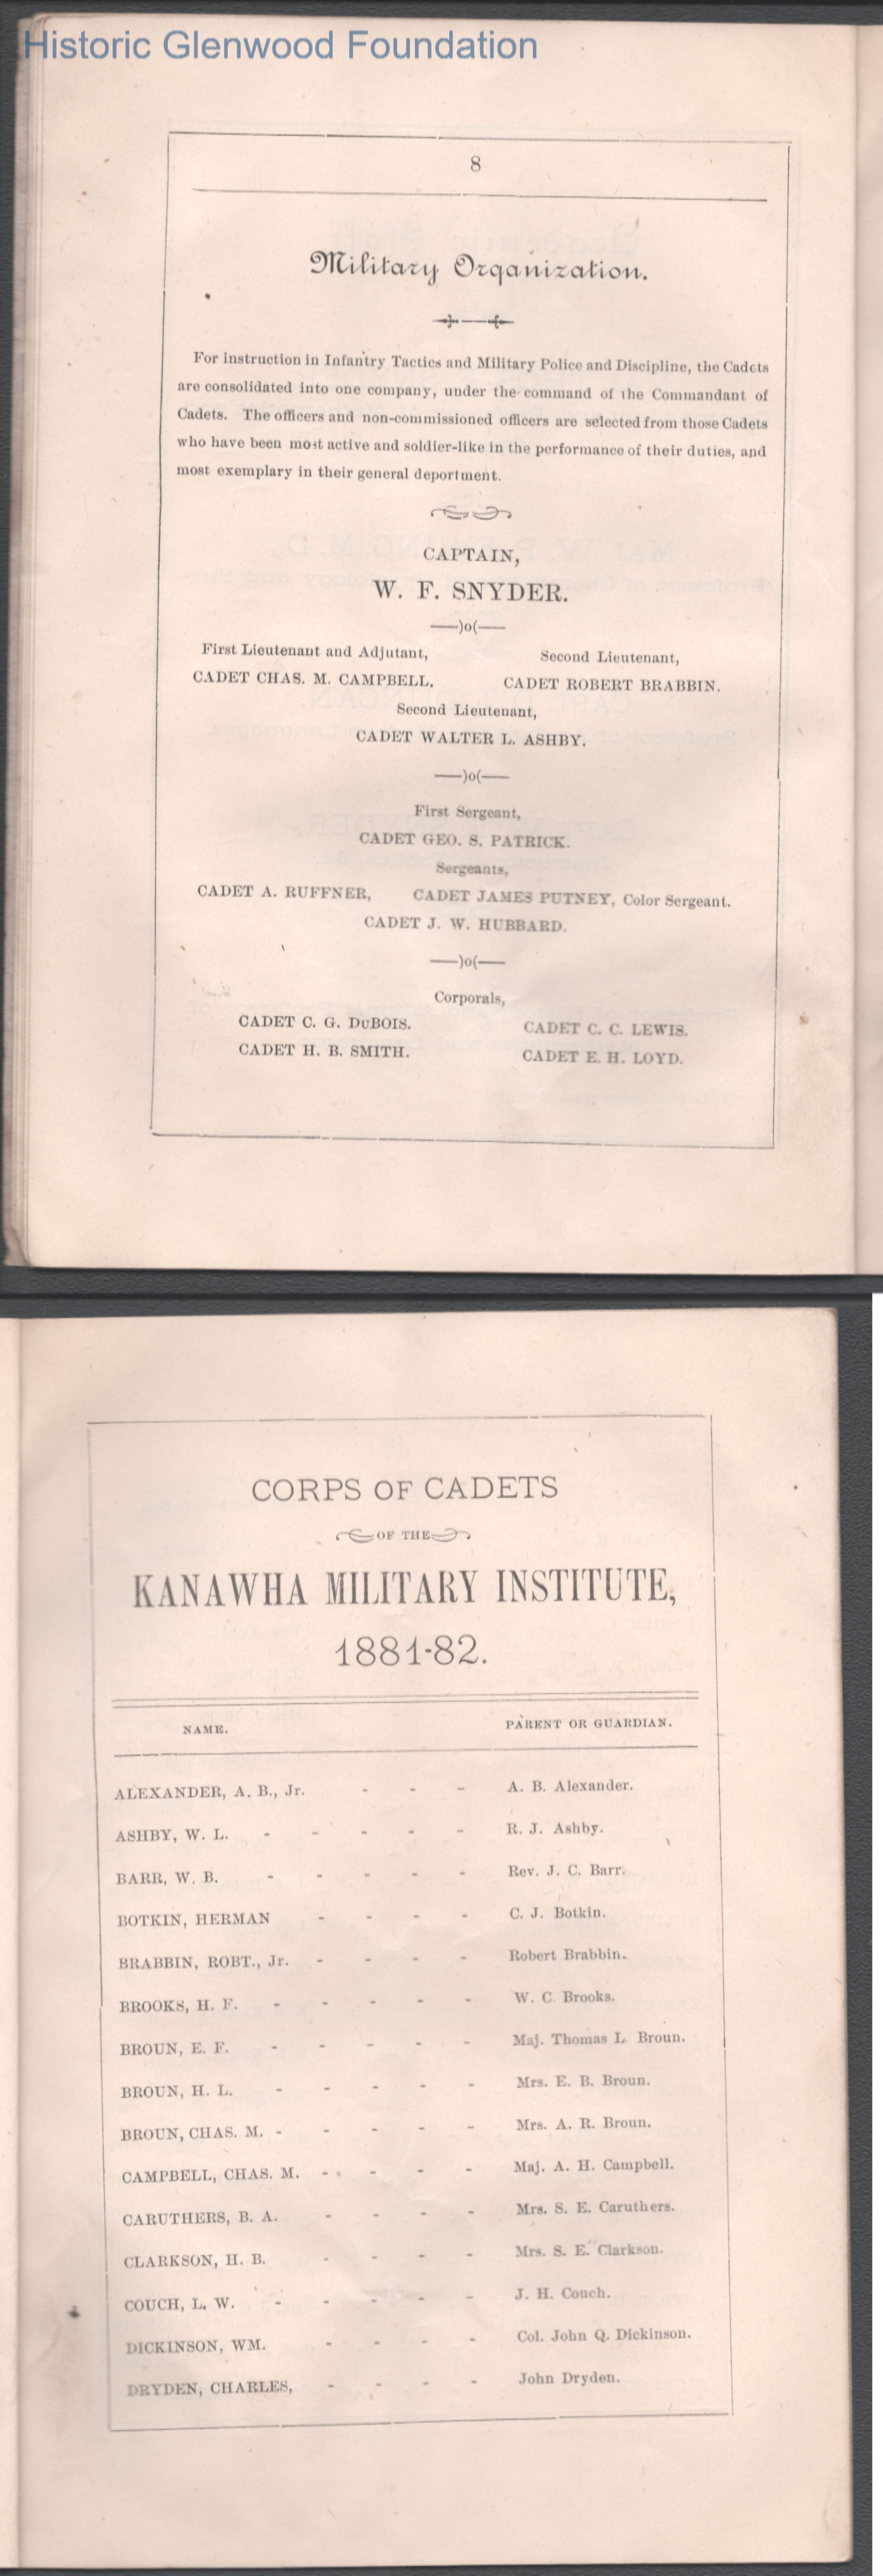 Historic Glenwood Foundation
8
Military Organization.
For instruction in Infantry Tactics and Military Police and Discipline, the Cadets
are consolidated into one company, under the command of the Commandant of
Cadets. The officers and non-commissioned officers are selected from those Cadets
who have been most active and soldier-like in the performance of their duties, and
most exemplary in their general deportment.
CAPTAIN,
W. F. SNYDER.
——)o(——
First Lieutenant and Adjutant, Second Lieutenant,
CADET CHAS. M. CAMPBELL. CADET ROBERT BRABBIN.
Second Lieutenant,
CADET WALTER L. ASHBY.
——)o(——
First Sergeant,
CADET GEO. S. PATRICK.
Sergeants,
CADET A. RUFFNER, CADET JAMES PUTNEY, Color Sergeant.
CADET J. W. HUBBARD.
——)o(——
Corporals,
CADET C. G. DUBOIS. CADET C. C. LEWIS.
CADET H. B. SMITH. CADET E. H. LOYD.
CORPS OF CADETS
OF THE
KANAWHA MILITARY INSTITUTE,
1881-82.
NAME. PARENT OR GUARDIAN.
ALEXANDER, A. B., Jr. - - - A. B. Alexander.
ASHBY, W. L. - - - - - R. J. Ashby.
BARR, W. B. - - - - - Rev. J. C. Barr.
BOTKIN, HERMAN - - - - C. J. Botkin.
BRABBIN, ROBT., Jr. - - - - Robert Brabbin.
BROOKS, H. F. - - - - - W. C. Brooks.
BROUN, E. F. - - - - - Maj. Thomas L. Broun.
BROUN, H. L. - - - - - Mrs. E. B. Broun.
BROUN, CHAS. M. - - - - - Mrs. A. R. Broun.
CAMPBELL, CHAS. M. - - - - Maj. A. H. Campbell.
CARUTHERS, B. A. - - - - Mrs. S. E. Caruthers.
CLARKSON, H. B. - - - - Mrs. S. E. Clarkson.
COUCH, L. W. - - - - - J. H. Couch.
DICKINSON, WM. - - - - Col. John Q. Dickinson.
DRYDEN, CHARLES, - - - - John Dryden.